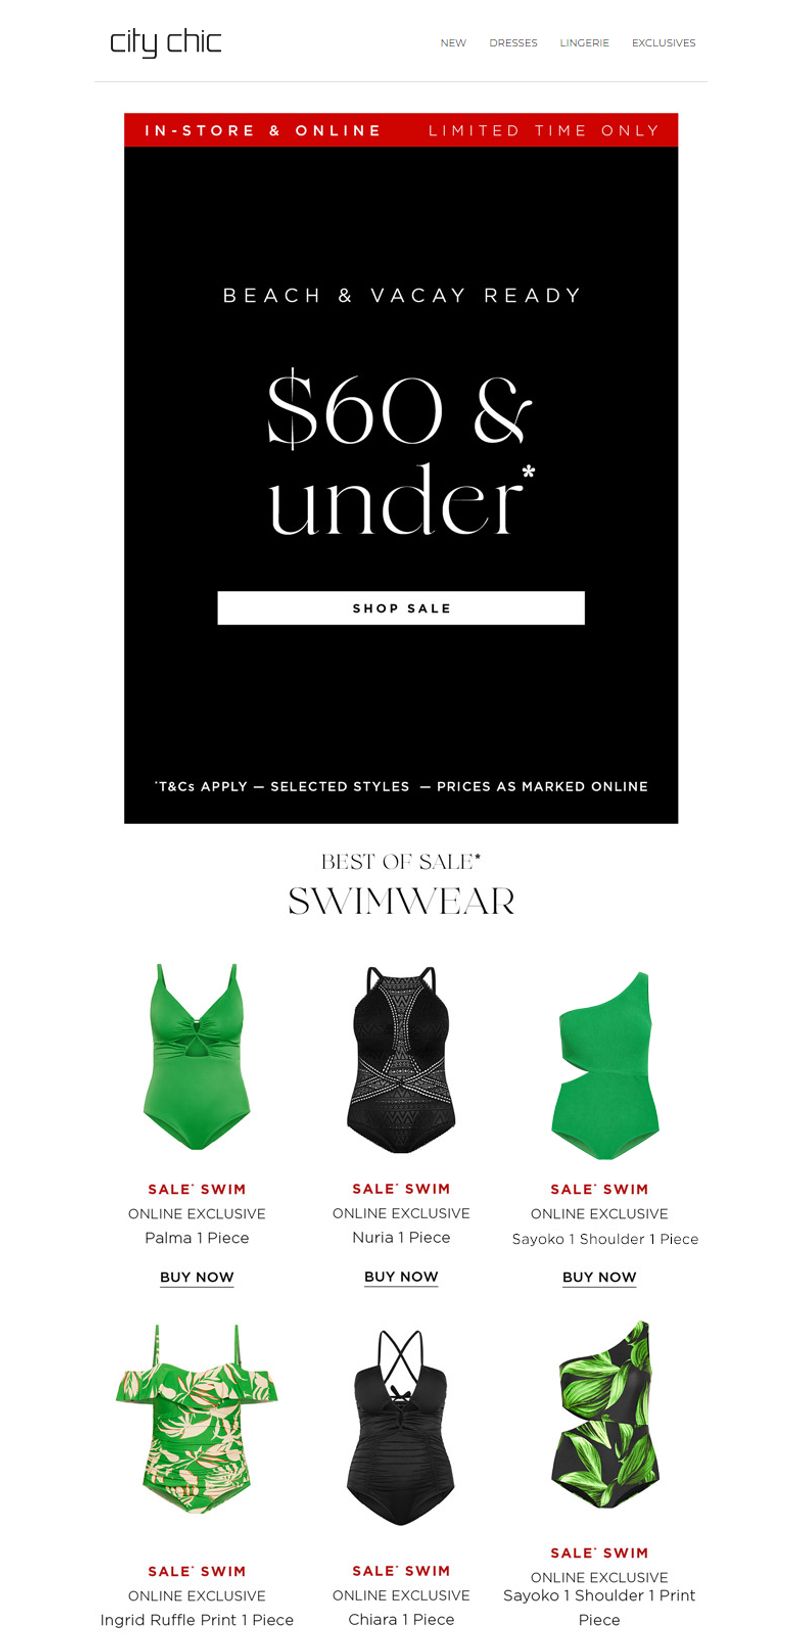 city chic
NEW DRESSES LINGERIE EXCLUSIVES
IN-STORE & ONLINE LIMITED TIME ONLY
BEACH & VACAY READY
$60 &
under*
SHOP SALE
*T&Cs APPLY — SELECTED STYLES — PRICES AS MARKED ONLINE
BEST OF SALE*
SWIMWEAR
SALE* SWIM
ONLINE EXCLUSIVE
Palma 1 Piece
BUY NOW
SALE* SWIM
ONLINE EXCLUSIVE
Nuria 1 Piece
BUY NOW
SALE* SWIM
ONLINE EXCLUSIVE
Sayoko 1 Shoulder 1 Piece
BUY NOW
SALE* SWIM
ONLINE EXCLUSIVE
Ingrid Ruffle Print 1 Piece
SALE* SWIM
ONLINE EXCLUSIVE
Chiara 1 Piece
SALE* SWIM
ONLINE EXCLUSIVE
Sayoko 1 Shoulder 1 Print
Piece